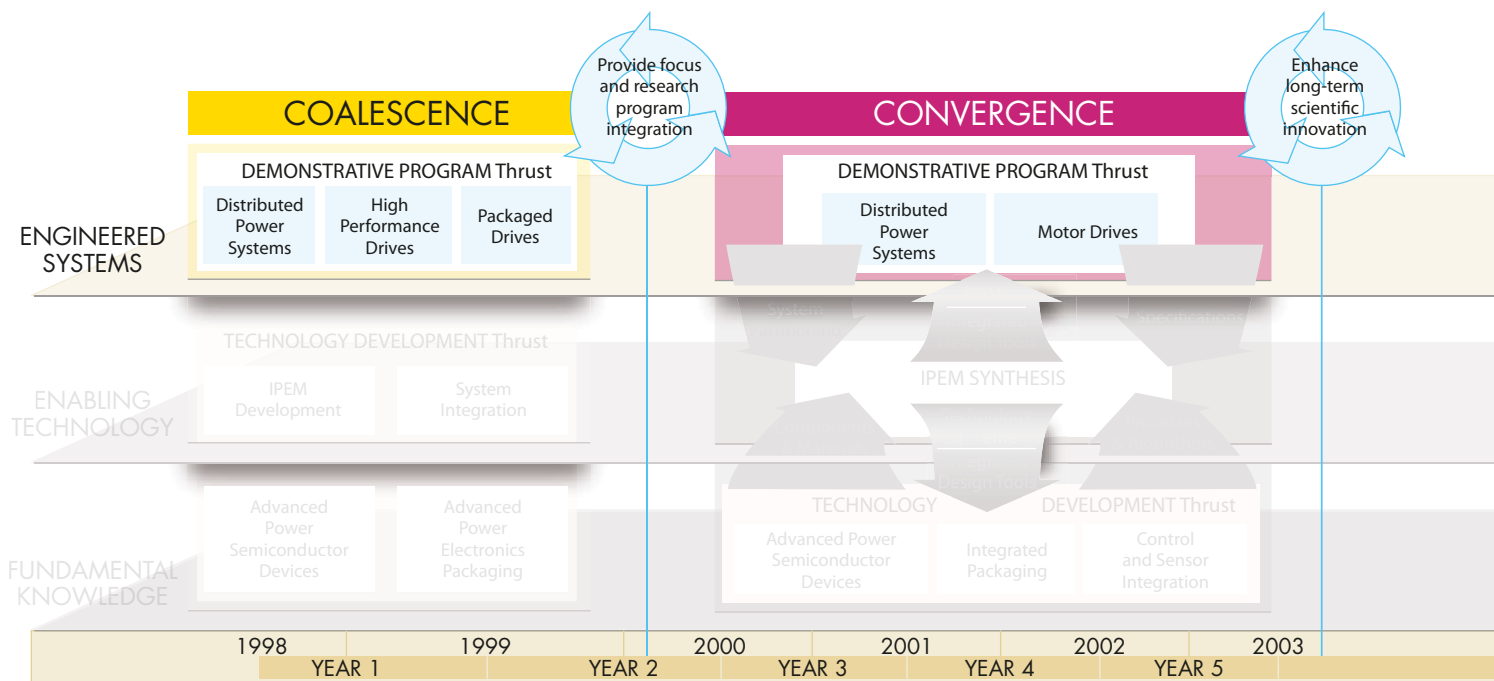 Provide focus
and research
program
integration
Enhance
long-term
scientific
innovation
COALESCENCE
CONVERGENCE
DEMONSTRATIVE PROGRAM Thrust
Distributed
Power
Systems
High
Performance
Drives
Packaged
Drives
DEMONSTRATIVE PROGRAM Thrust
Distributed
Power
Systems
Motor Drives
ENGINEERED
SYSTEMS
System
Specifications
TECHNOLOGY DEVELOPMENT Thrust
IPEM
Development
System
Integration
IPEM SYNTHESIS
ENABLING
TECHNOLOGY
Design Tools
Advanced
Power
Semiconductor
Devices
Advanced
Power
Electronics
Packaging
TECHNOLOGY DEVELOPMENT Thrust
Advanced Power
Semiconductor
Devices
Integrated
Packaging
Control
and Sensor
Integration
FUNDAMENTAL
KNOWLEDGE
1998 1999 2000 2001 2002 2003
YEAR 1 YEAR 2 YEAR 3 YEAR 4 YEAR 5